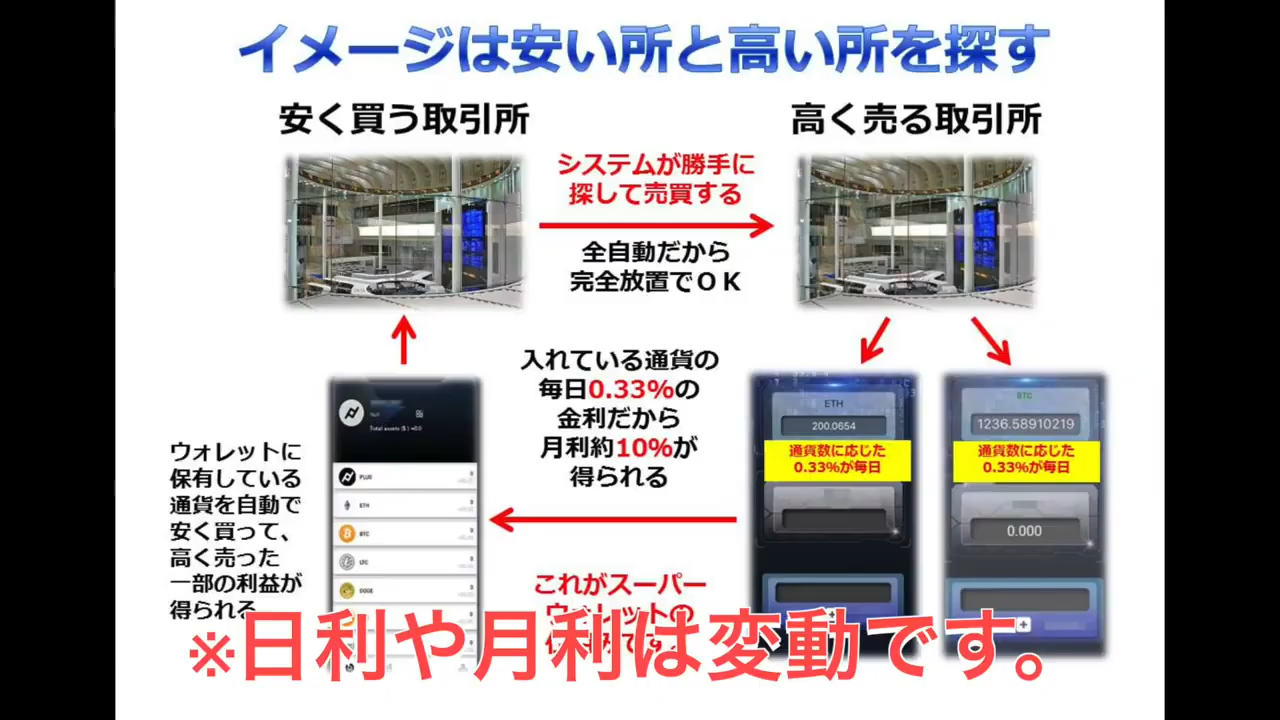 イメージは安い所と高い所を探す
安く買う取引所
高く売る取引所
システムが勝手に
探して売買する
全自動だから
完全放置でOK
入れている通貨の
毎日0.33%の
金利だから
月利約10%が
得られる
ウォレットに
保有している
通貨を自動で
安く買って、
高く売った
一部の利益が
得られる
Total assets ($)
PLUS
ETH
BTC
LTC
DOGE
ETH
200.0654
通貨数に応じた
0.33%が毎日
BTC
1236.58910219
通貨数に応じた
0.33%が毎日
0.000
これがスーパー
ウォレットの
※日利や月利は変動です。